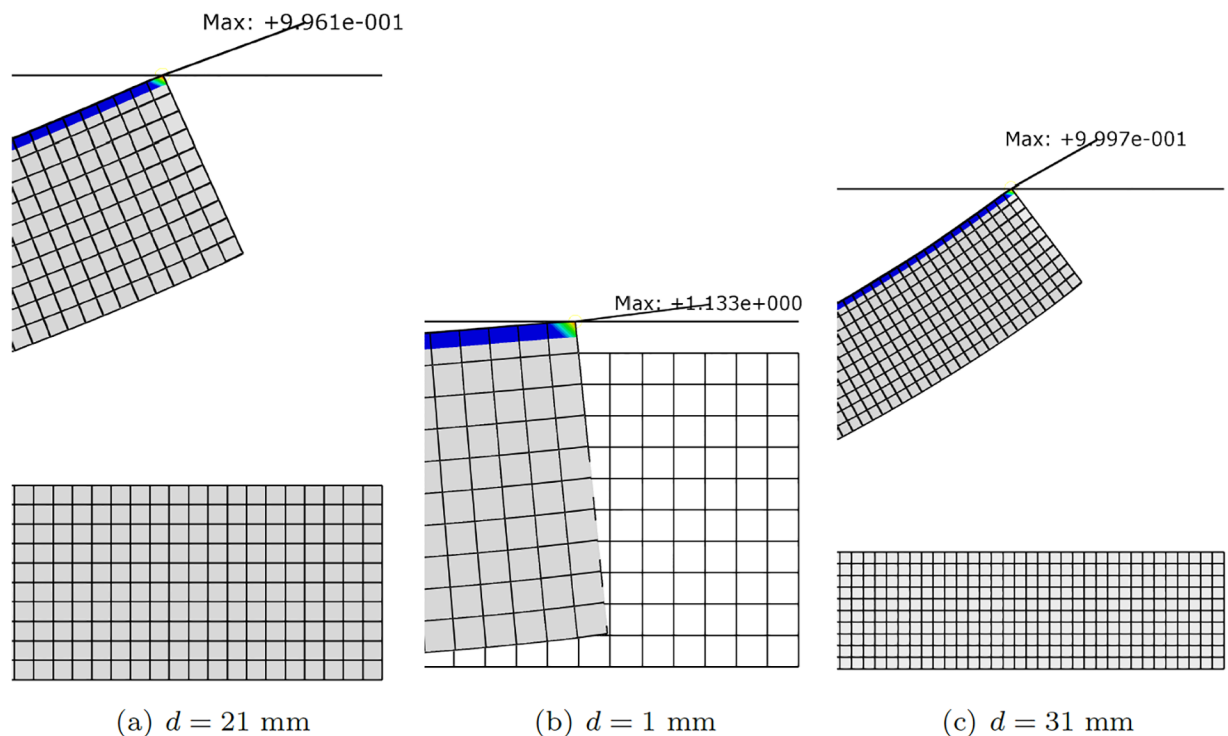 Max: +9.961e-001
Max: +1.133e+000
Max: +9.997e-001
(a) d = 21 mm
(b) d = 1 mm
(c) d = 31 mm